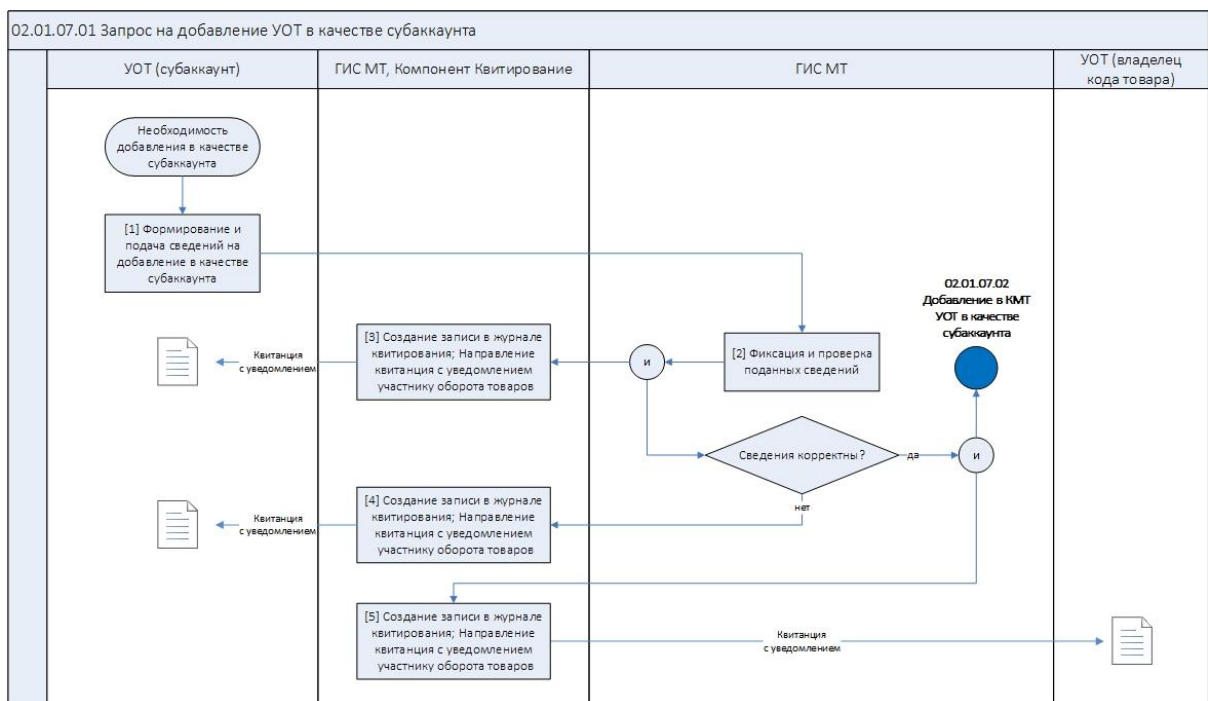 02.01.07.01 Запрос на добавление УОТ в качестве субаккаунта
УОТ (субаккаунт)
ГИС МТ, Компонент Квитирование
ГИС МТ
УОТ (владелец
кода товара)
Необходимость
добавления в качестве
субаккаунта
[1] Формирование и
подача сведений на
добавление в качестве
субаккаунта
02.01.07.02
Добавление в КМТ
УОТ в качестве
субаккаунта
Квитанция
с уведомлением
[3] Создание записи в журнале
квитирования; Направление
квитанция с уведомлением
участнику оборота товаров
и
[2] Фиксация и проверка
поданных сведений
Сведения корректны?
да
и
нет
Квитанция
с уведомлением
[4] Создание записи в журнале
квитирования; Направление
квитанция с уведомлением
участнику оборота товаров
[5] Создание записи в журнале
квитирования; Направление
квитанция с уведомлением
участнику оборота товаров
Квитанция
с уведомлением